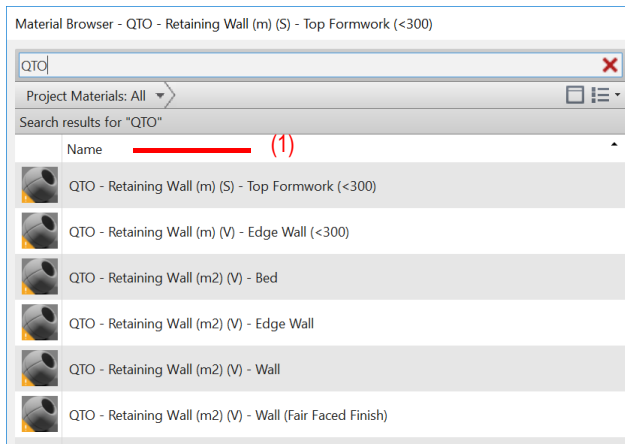 Material Browser - QTO - Retaining Wall (m) (S) - Top Formwork (<300)
QTO
Project Materials: All
Search results for "QTO"
Name (1)
QTO - Retaining Wall (m) (S) - Top Formwork (<300)
QTO - Retaining Wall (m) (V) - Edge Wall (<300)
QTO - Retaining Wall (m2) (V) - Bed
QTO - Retaining Wall (m2) (V) - Edge Wall
QTO - Retaining Wall (m2) (V) - Wall
QTO - Retaining Wall (m2) (V) - Wall (Fair Faced Finish)